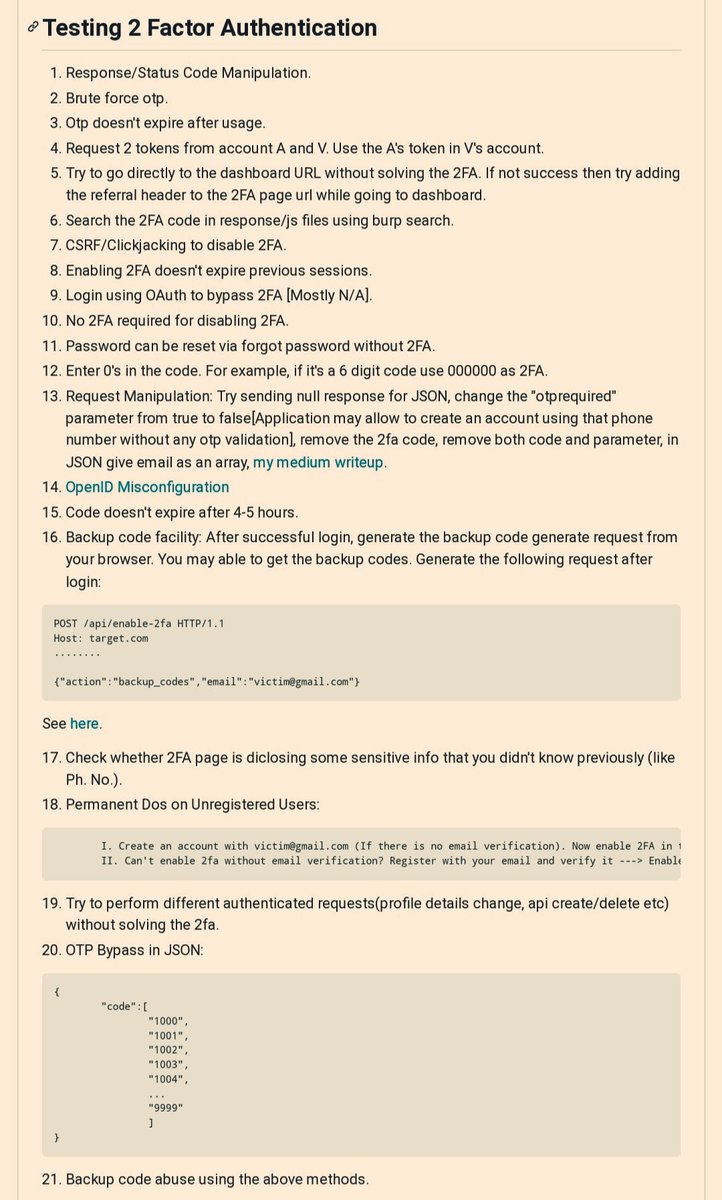 Testing 2 Factor Authentication
1. Response/Status Code Manipulation.
2. Brute force otp.
3. Otp doesn't expire after usage.
4. Request 2 tokens from account A and V. Use the A's token in V's account.
5. Try to go directly to the dashboard URL without solving the 2FA. If not success then try adding
the referral header to the 2FA page url while going to dashboard.
6. Search the 2FA code in response/js files using burp search.
7. CSRF/Clickjacking to disable 2FA.
8. Enabling 2FA doesn't expire previous sessions.
9. Login using OAuth to bypass 2FA [Mostly N/A].
10. No 2FA required for disabling 2FA.
11. Password can be reset via forgot password without 2FA.
12. Enter 0's in the code. For example, if it's a 6 digit code use 000000 as 2FA.
13. Request Manipulation: Try sending null response for JSON, change the "otprequired"
parameter from true to false[Application may allow to create an account using that phone
number without any otp validation], remove the 2fa code, remove both code and parameter, in
JSON give email as an array, my medium writeup.
14. OpenID Misconfiguration
15. Code doesn't expire after 4-5 hours.
16. Backup code facility: After successful login, generate the backup code generate request from
your browser. You may able to get the backup codes. Generate the following request after
login:
POST /api/enable-2fa HTTP/1.1
Host: target.com
........
{"action":"backup_codes","email":"victim@gmail.com"}
See here.
17. Check whether 2FA page is diclosing some sensitive info that you didn't know previously (like
Ph. No.).
18. Permanent Dos on Unregistered Users:
I. Create an account with victim@gmail.com (If there is no email verification). Now enable 2FA in
II. Can't enable 2fa without email verification? Register with your email and verify it ---> Enable
19. Try to perform different authenticated requests(profile details change, api create/delete etc)
without solving the 2fa.
20. OTP Bypass in JSON:
{
"code":[
"1000",
"1001",
"1002",
"1003",
"1004",
...
"9999"
]
}
21. Backup code abuse using the above methods.